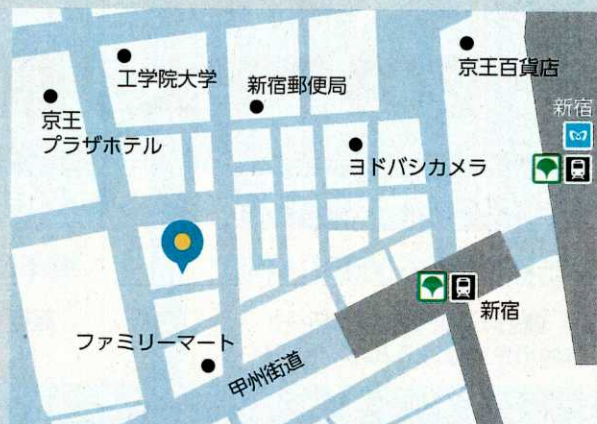 工学院大学
京王百貨店
新宿郵便局
新宿
京王
プラザホテル
ヨドバシカメラ
新宿
ファミリーマート
甲州街道